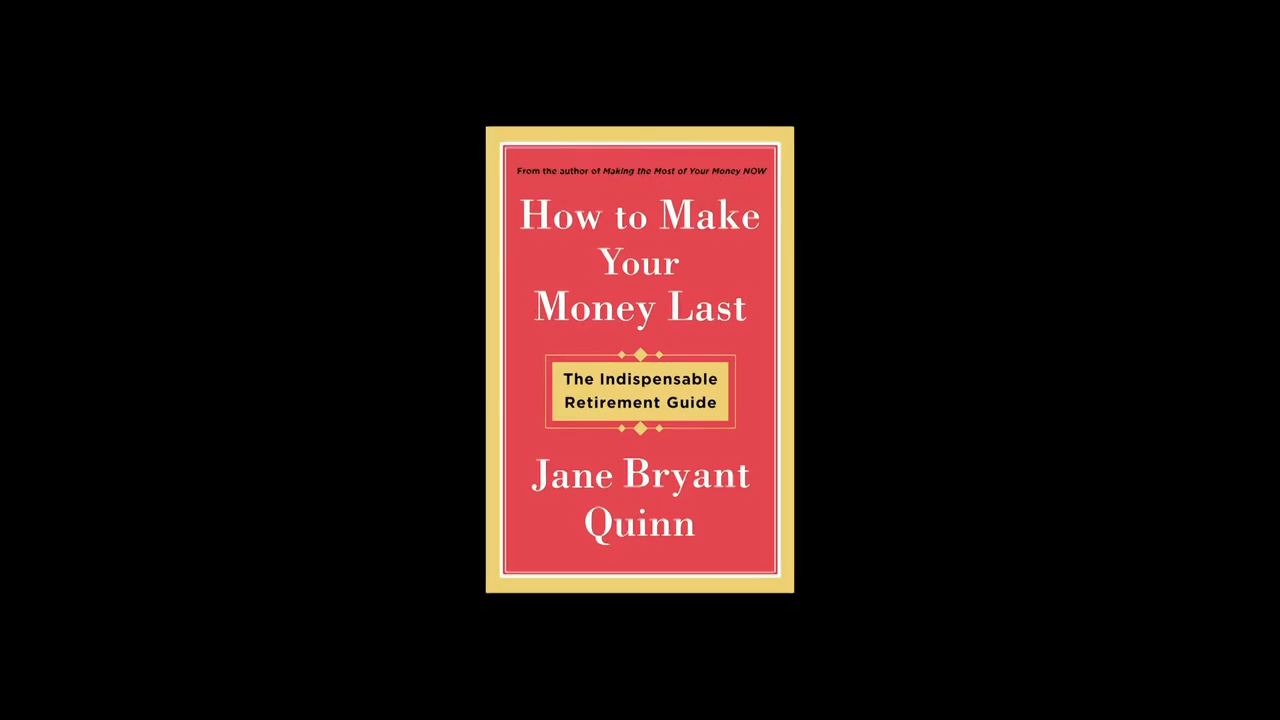 From the author of Making the Most of Your Money NOW
How to Make
Your
Money Last
The Indispensable
Retirement Guide
Jane Bryant
Quinn